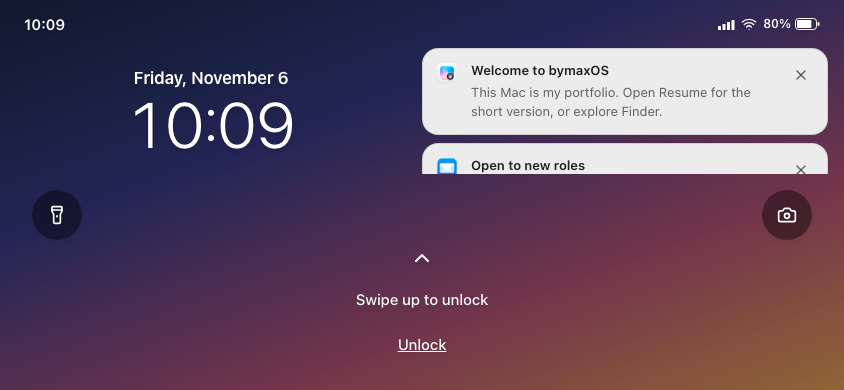 10:09
80%
Friday, November 6
10:09
Welcome to bymaxOS
This Mac is my portfolio. Open Resume for the
short version, or explore Finder.
Open to new roles
Swipe up to unlock
Unlock